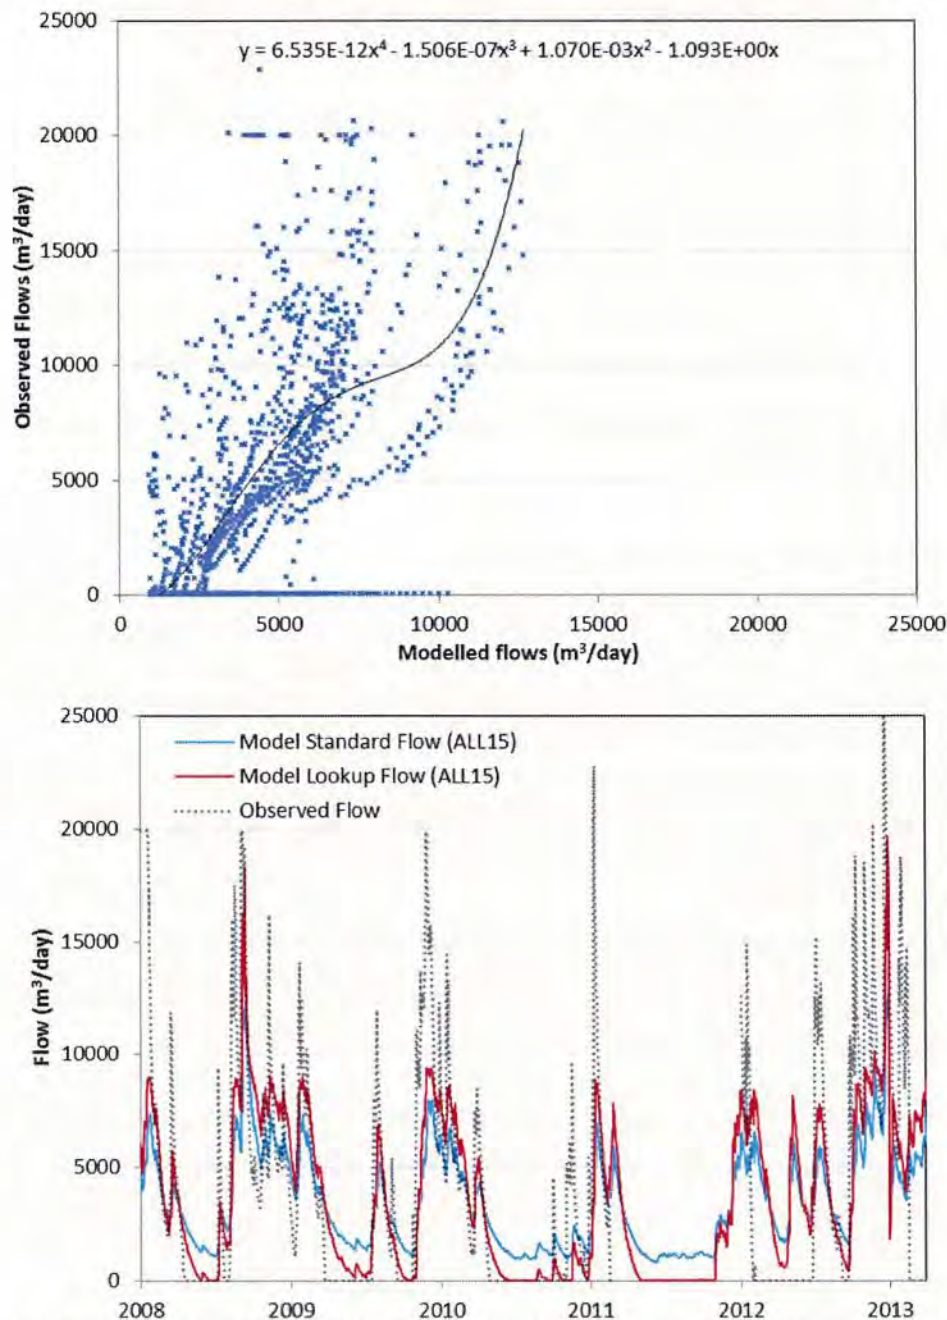 y = 6.535E-12x⁴ - 1.506E-07x³ + 1.070E-03x² - 1.093E+00x
25000
20000
15000
10000
5000
0
Observed Flows (m³/day)
0 5000 10000 15000 20000 25000
Modelled flows (m³/day)
25000
20000
15000
10000
5000
0
Flow (m³/day)
Model Standard Flow (ALL15)
Model Lookup Flow (ALL15)
Observed Flow
2008 2009 2010 2011 2012 2013